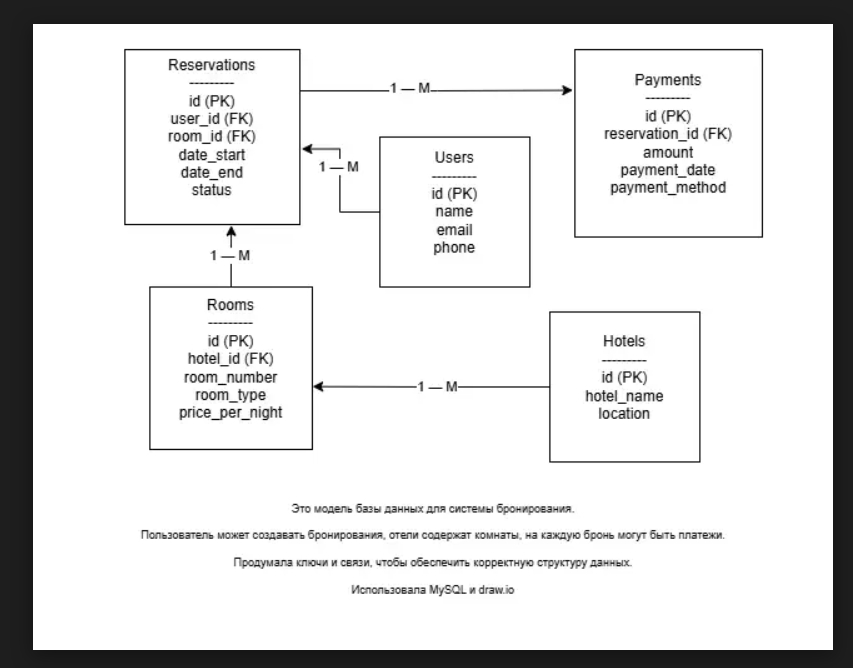 Reservations
---------
id (PK)
user_id (FK)
room_id (FK)
date_start
date_end
status
1 — M
Payments
---------
id (PK)
reservation_id (FK)
amount
payment_date
payment_method
1 — M
Users
---------
id (PK)
name
email
phone
1 — M
Rooms
---------
id (PK)
hotel_id (FK)
room_number
room_type
price_per_night
1 — M
Hotels
---------
id (PK)
hotel_name
location
Это модель базы данных для системы бронирования.
Пользователь может создавать бронирования, отели содержат комнаты, на каждую бронь могут быть платежи.
Продумала ключи и связи, чтобы обеспечить корректную структуру данных.
Использовала MySQL и draw.io